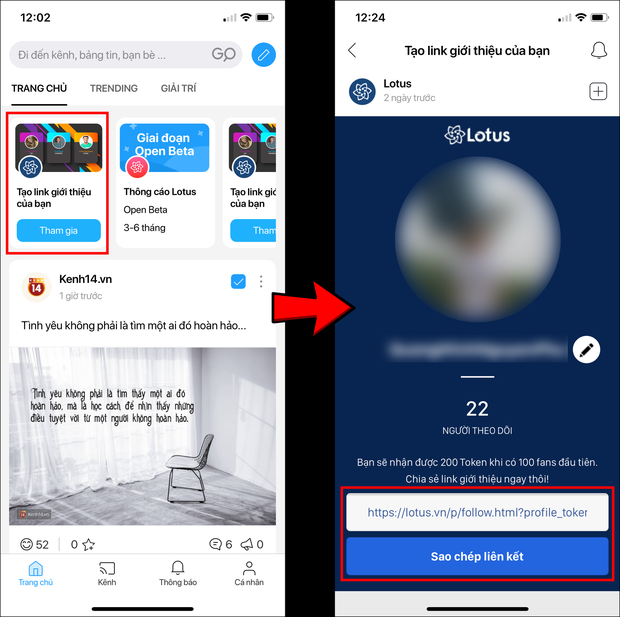 12:02
Đi đến kênh, bảng tin, bạn bè ...
TRANG CHỦ
TRENDING
GIẢI TRÍ
Tạo link giới thiệu
của bạn
Tham gia
Giai đoạn
Open Beta
Thông cáo Lotus
Open Beta
3-6 tháng
Tạo link giớ
của bạn
Tham
14
Kenh14.vn
1 giờ trước
Tình yêu không phải là tìm một ai đó hoàn hảo...
Tình yêu không phải là tìm thấy một ai đó
hoàn hảo, mà là học cách để nhìn thấy những
điều tuyệt vời từ một người không hoàn hảo.
Kenh14.vn
52
0
6
0
Trang chủ
Kênh
Thông báo
Cá nhân
12:24
Tạo link giới thiệu của bạn
Lotus
2 ngày trước
Lotus
22
NGƯỜI THEO DÕI
Bạn sẽ nhận được 200 Token khi có 100 fans đầu tiên.
Chia sẻ link giới thiệu ngay thôi!
https://lotus.vn/p/follow.html?profile_toker
Sao chép liên kết